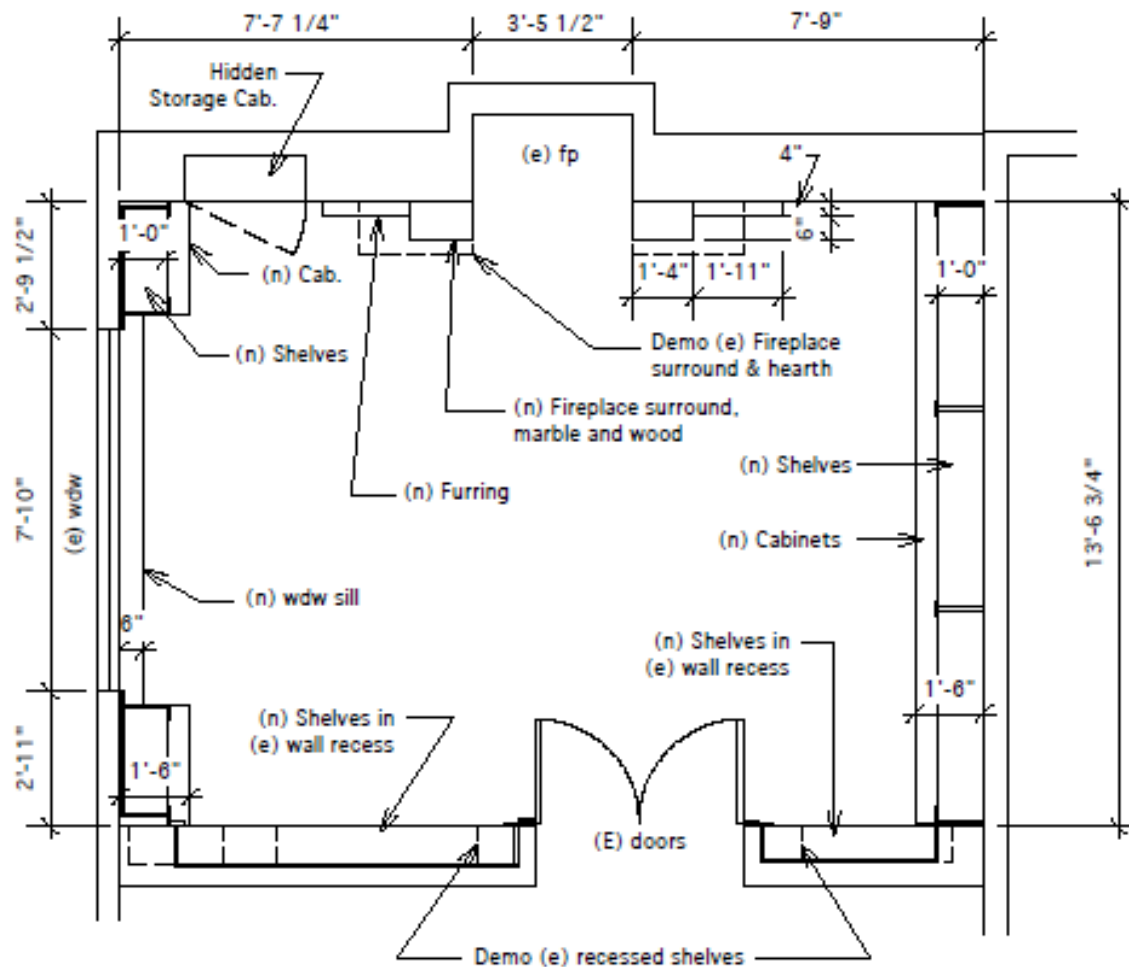 7'-7 1/4"
3'-5 1/2"
7'-9"
Hidden
Storage Cab.
(e) fp
4"
6"
1'-0"
2'-9 1/2"
(n) Cab.
1'-4"
1'-11"
1'-0"
(n) Shelves
Demo (e) Fireplace
surround & hearth
(n) Fireplace surround,
marble and wood
(n) Shelves
(n) Furring
7'-10"
(e) wdw
(n) Cabinets
13'-6 3/4"
(n) wdw sill
6"
(n) Shelves in
(e) wall recess
1'-6"
(n) Shelves in
(e) wall recess
2'-11"
1'-6"
(E) doors
Demo (e) recessed shelves